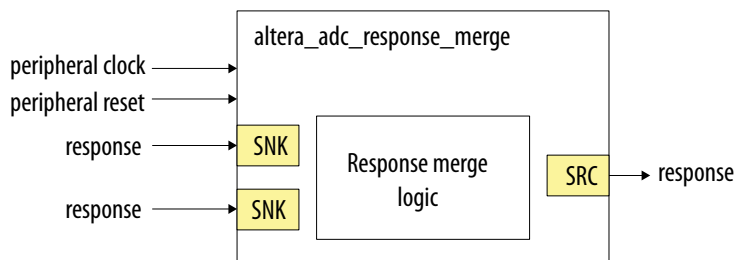 altera_adc_response_merge
peripheral clock
peripheral reset
response
SNK
Response merge
logic
SRC
response
response
SNK